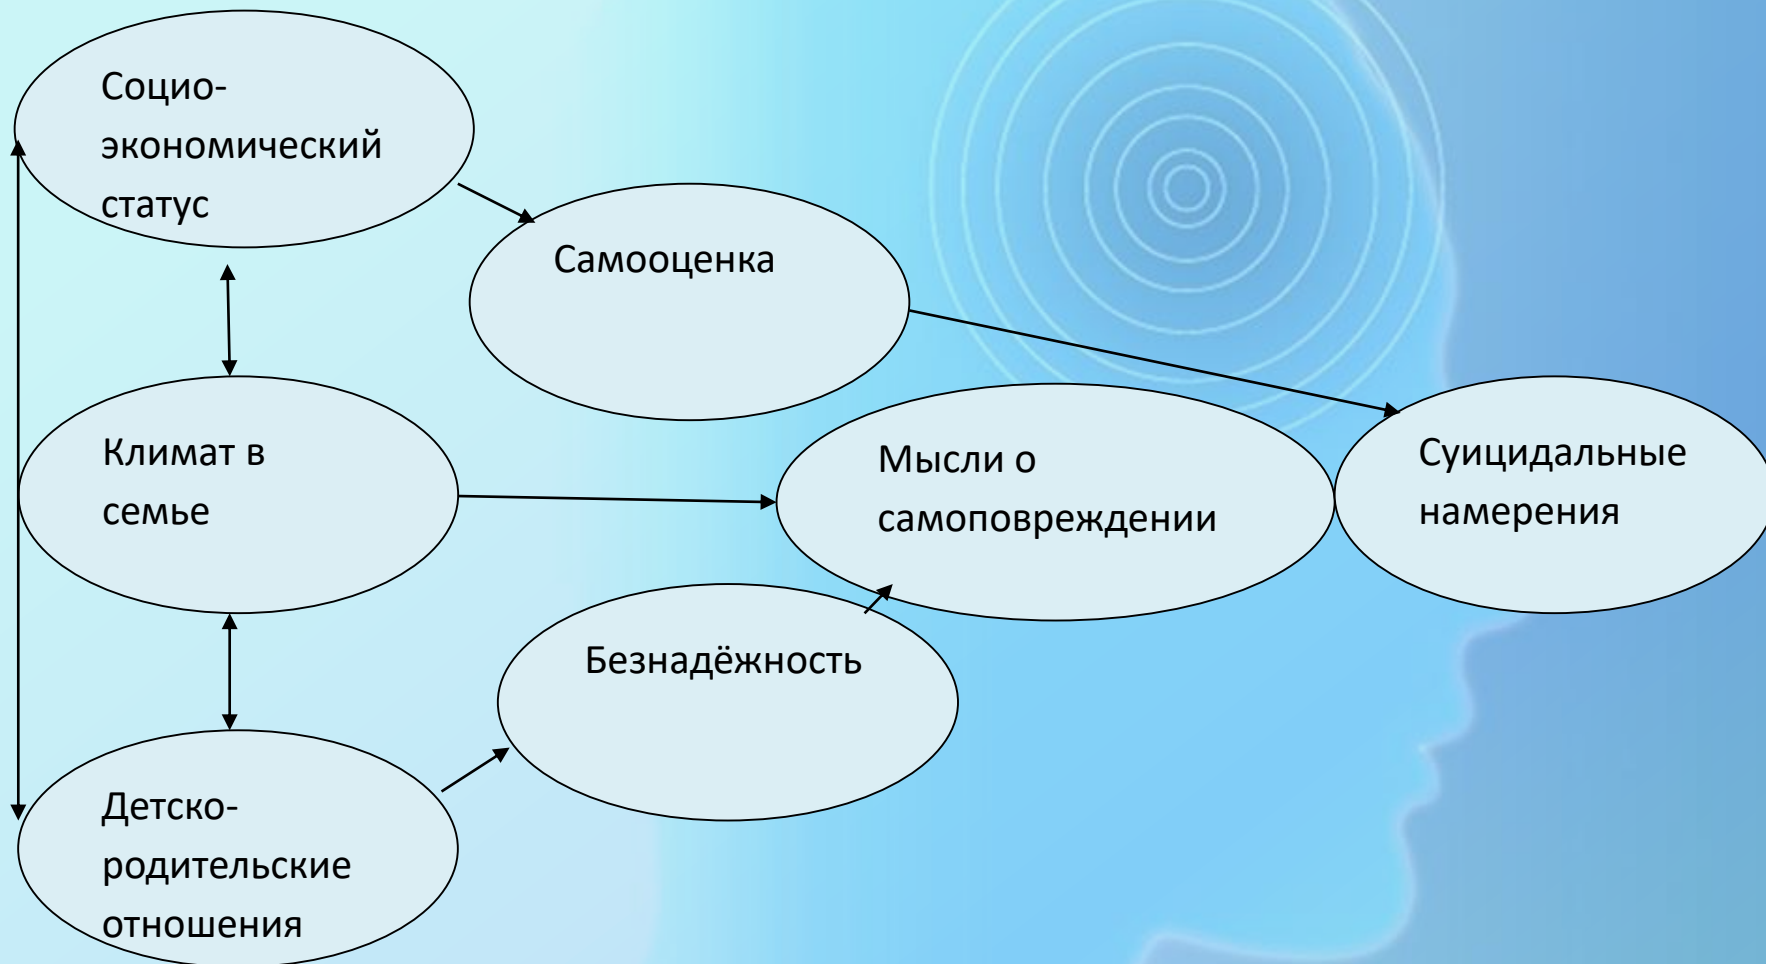 Социо-
экономический
статус
Самооценка
Климат в
семье
Мысли о
самоповреждении
Суицидальные
намерения
Безнадёжность
Детско-
родительские
отношения